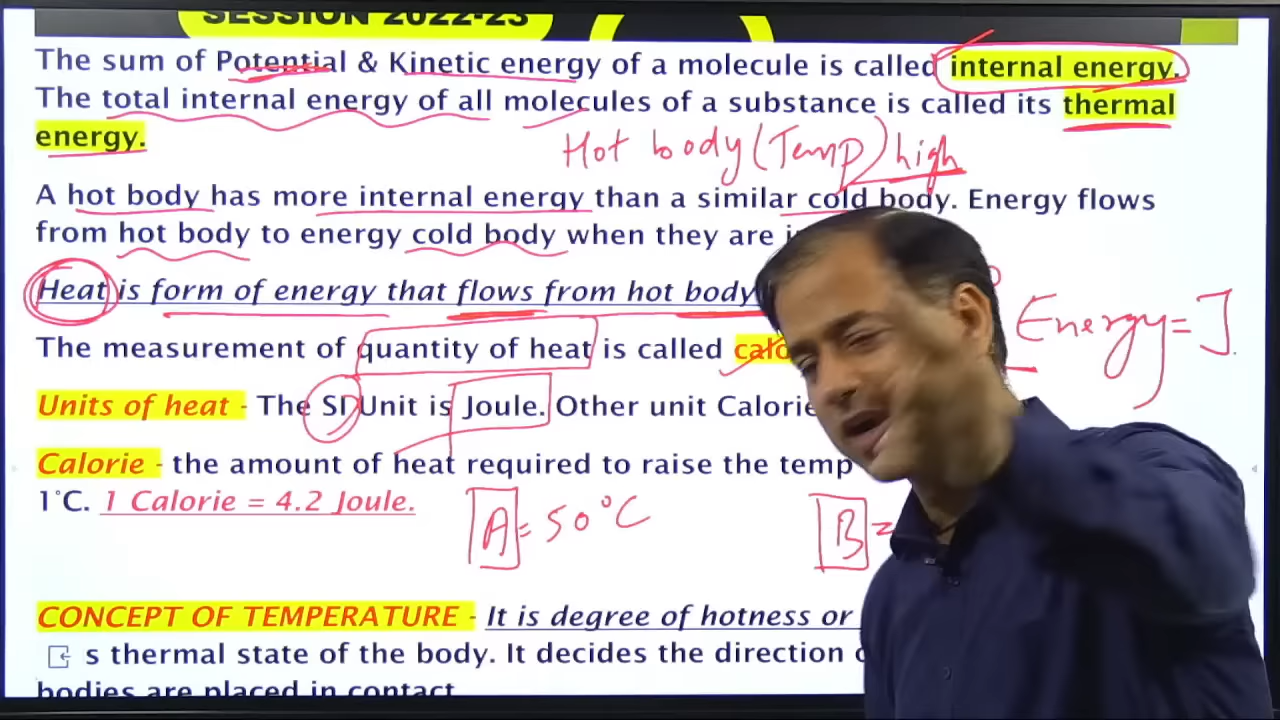 SESSION 2022-23
The sum of Potential & Kinetic energy of a molecule is called internal energy.
The total internal energy of all molecules of a substance is called its thermal
energy.
Hot body (Temp) high
A hot body has more internal energy than a similar cold body. Energy flows
from hot body to energy cold body when they are
Heat is form of energy that flows from hot body
Energy = J.
The measurement of quantity of heat is called
Units of heat - The SI Unit is Joule. Other unit Calorie
Calorie - the amount of heat required to raise the temp
1°C. 1 Calorie = 4.2 Joule.
A = 50°C
B =
CONCEPT OF TEMPERATURE - It is degree of hotness or
s thermal state of the body. It decides the direction
bodies are placed in contact